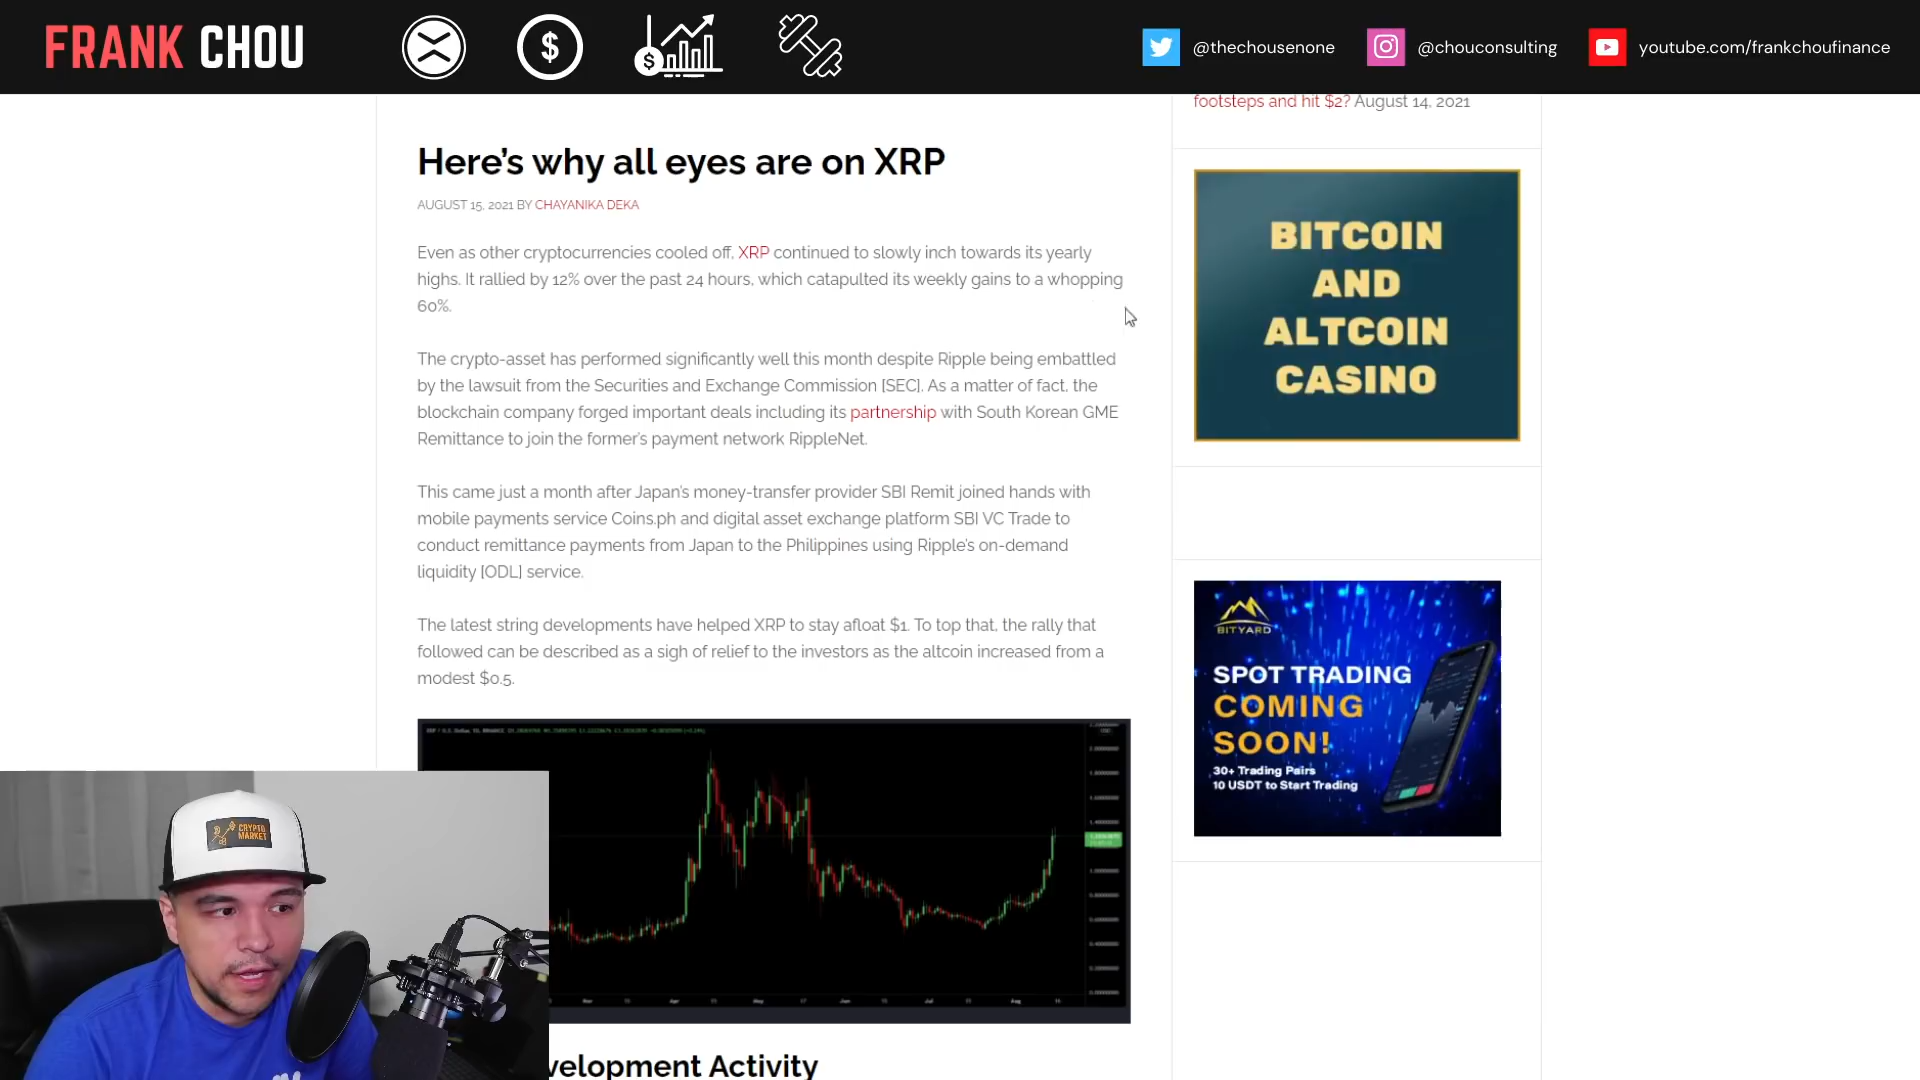 FRANK CHOU
@thechousenone
@chouconsulting
youtube.com/frankchoufinance
footsteps and hit $2? August 14, 2021
Here's why all eyes are on XRP
AUGUST 15, 2021 BY CHAYANIKA DEKA
Even as other cryptocurrencies cooled off, XRP continued to slowly inch towards its yearly
highs. It rallied by 12% over the past 24 hours, which catapulted its weekly gains to a whopping
60%.
The crypto-asset has performed significantly well this month despite Ripple being embattled
by the lawsuit from the Securities and Exchange Commission [SEC]. As a matter of fact, the
blockchain company forged important deals including its partnership with South Korean GME
Remittance to join the former's payment network RippleNet.
This came just a month after Japan's money-transfer provider SBI Remit joined hands with
mobile payments service Coins.ph and digital asset exchange platform SBI VC Trade to
conduct remittance payments from Japan to the Philippines using Ripple's on-demand
liquidity [ODL] service.
The latest string developments have helped XRP to stay afloat $1. To top that, the rally that
followed can be described as a sigh of relief to the investors as the altcoin increased from a
modest $0.5.
velopment Activity
BITCOIN
AND
ALTCOIN
CASINO
BITYARD
SPOT TRADING
COMING
SOON!
30+ Trading Pairs
10 USDT to Start Trading
CRYPTO
MARKET